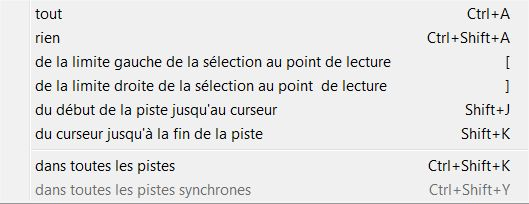 tout Ctrl+A
rien Ctrl+Shift+A
de la limite gauche de la sélection au point de lecture [
de la limite droite de la sélection au point  de lecture ]
du début de la piste jusqu'au curseur Shift+J
du curseur jusqu'à la fin de la piste Shift+K
dans toutes les pistes Ctrl+Shift+K
dans toutes les pistes synchrones Ctrl+Shift+Y